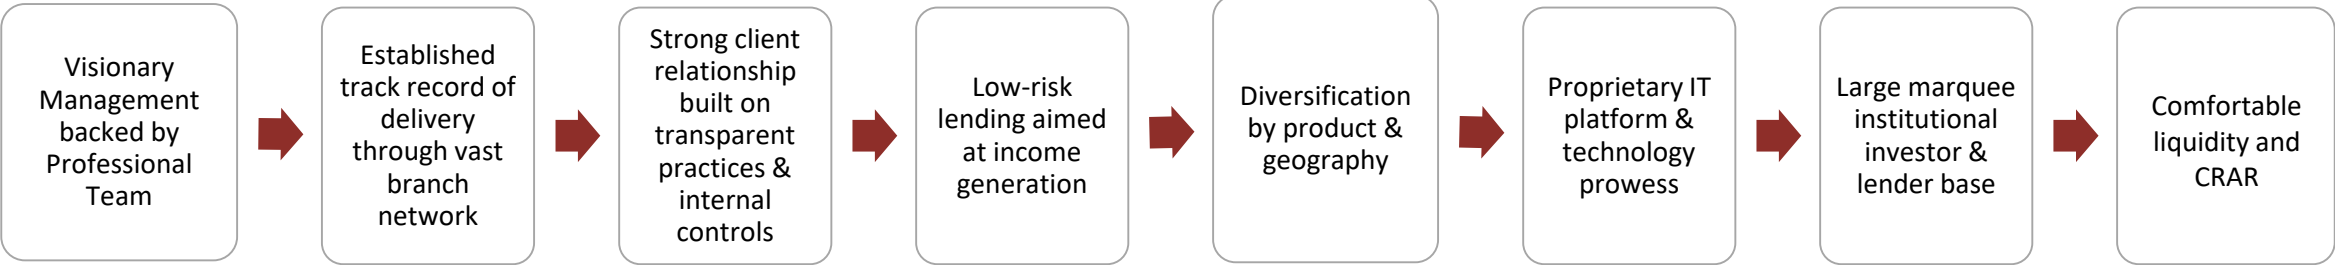 Visionary
Management
backed by
Professional
Team
Established
track record of
delivery
through vast
branch
network
Strong client
relationship
built on
transparent
practices &
internal
controls
Low-risk
lending aimed
at income
generation
Diversification
by product &
geography
Proprietary IT
platform &
technology
prowess
Large marquee
institutional
investor &
lender base
Comfortable
liquidity and
CRAR